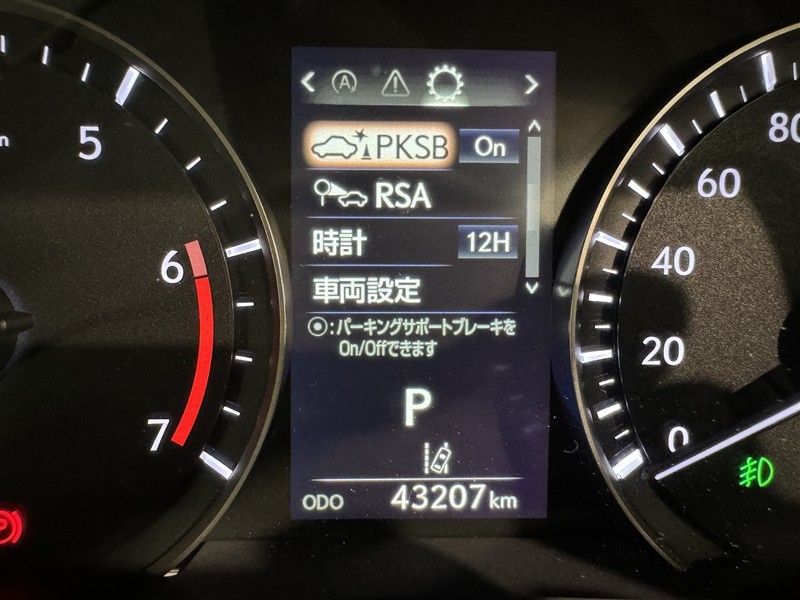 PKSB On
RSA
時計 12H
車両設定
:パーキングサポートブレーキを
On/Offできます
P
ODO 43207km
5
6
7
80
60
40
20
0